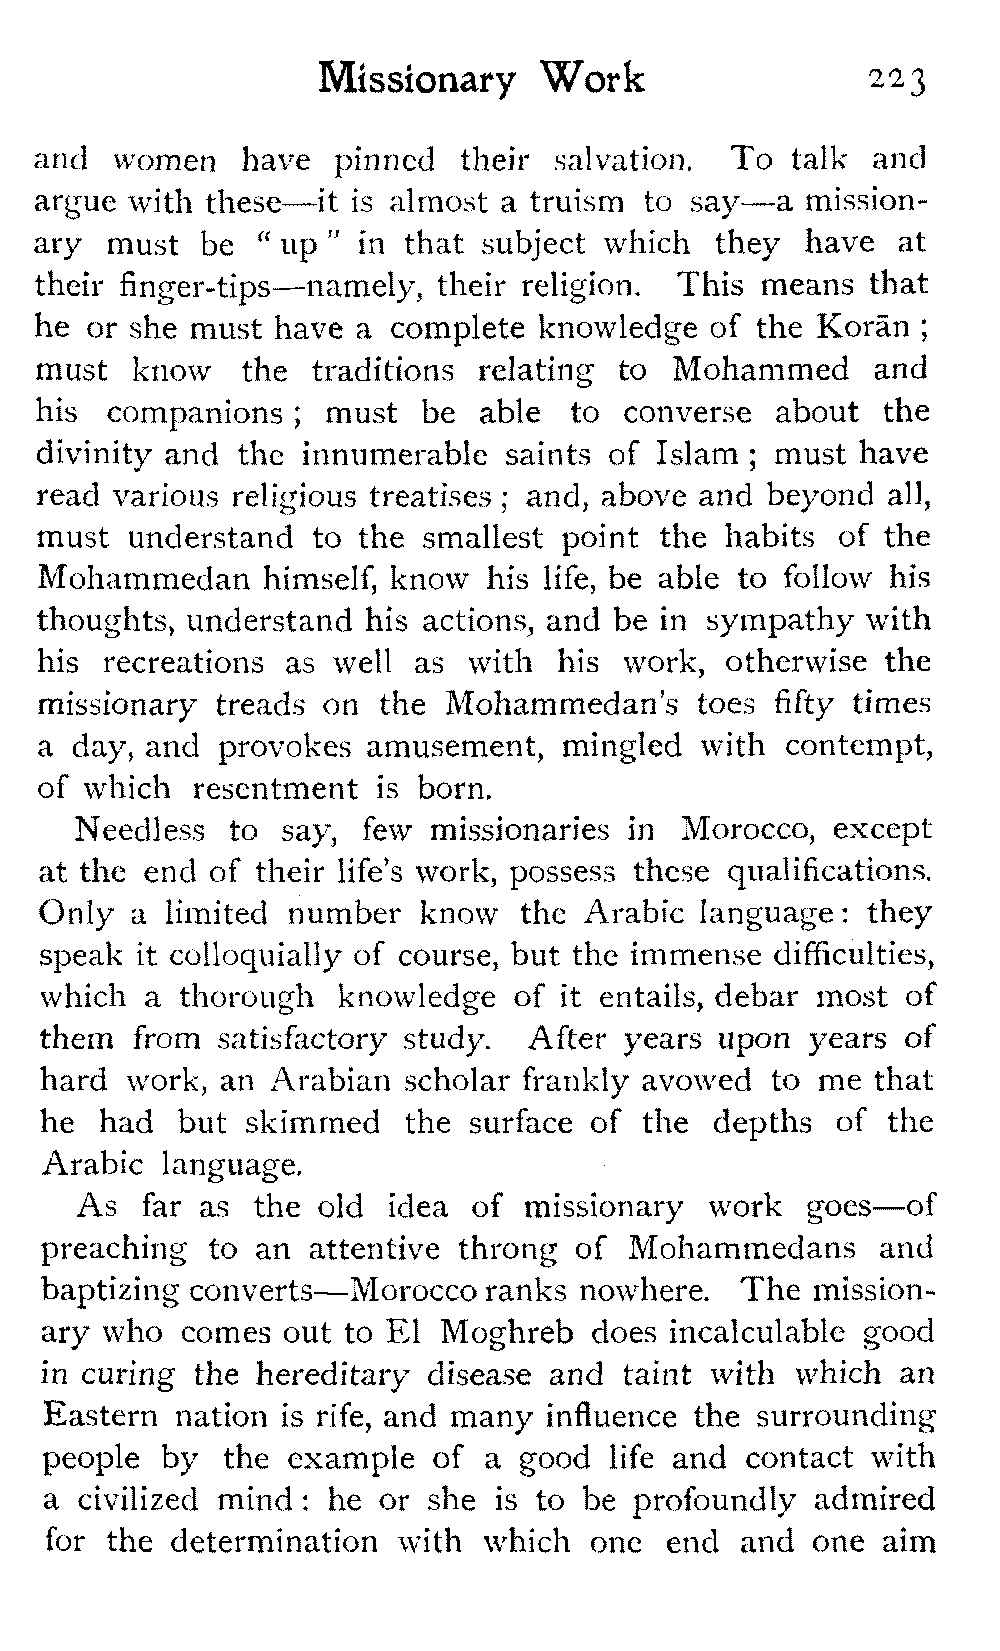 Missionary Work 223
and women have pinned their salvation. To talk and
argue with these—it is almost a truism to say—a mission-
ary must be " up " in that subject which they have at
their finger-tips—namely, their religion. This means that
he or she must have a complete knowledge of the Korān ;
must know the traditions relating to Mohammed and
his companions ; must be able to converse about the
divinity and the innumerable saints of Islam ; must have
read various religious treatises ; and, above and beyond all,
must understand to the smallest point the habits of the
Mohammedan himself, know his life, be able to follow his
thoughts, understand his actions, and be in sympathy with
his recreations as well as with his work, otherwise the
missionary treads on the Mohammedan's toes fifty times
a day, and provokes amusement, mingled with contempt,
of which resentment is born.
Needless to say, few missionaries in Morocco, except
at the end of their life's work, possess these qualifications.
Only a limited number know the Arabic language : they
speak it colloquially of course, but the immense difficulties,
which a thorough knowledge of it entails, debar most of
them from satisfactory study. After years upon years of
hard work, an Arabian scholar frankly avowed to me that
he had but skimmed the surface of the depths of the
Arabic language.
As far as the old idea of missionary work goes—of
preaching to an attentive throng of Mohammedans and
baptizing converts—Morocco ranks nowhere. The mission-
ary who comes out to El Moghreb does incalculable good
in curing the hereditary disease and taint with which an
Eastern nation is rife, and many influence the surrounding
people by the example of a good life and contact with
a civilized mind : he or she is to be profoundly admired
for the determination with which one end and one aim